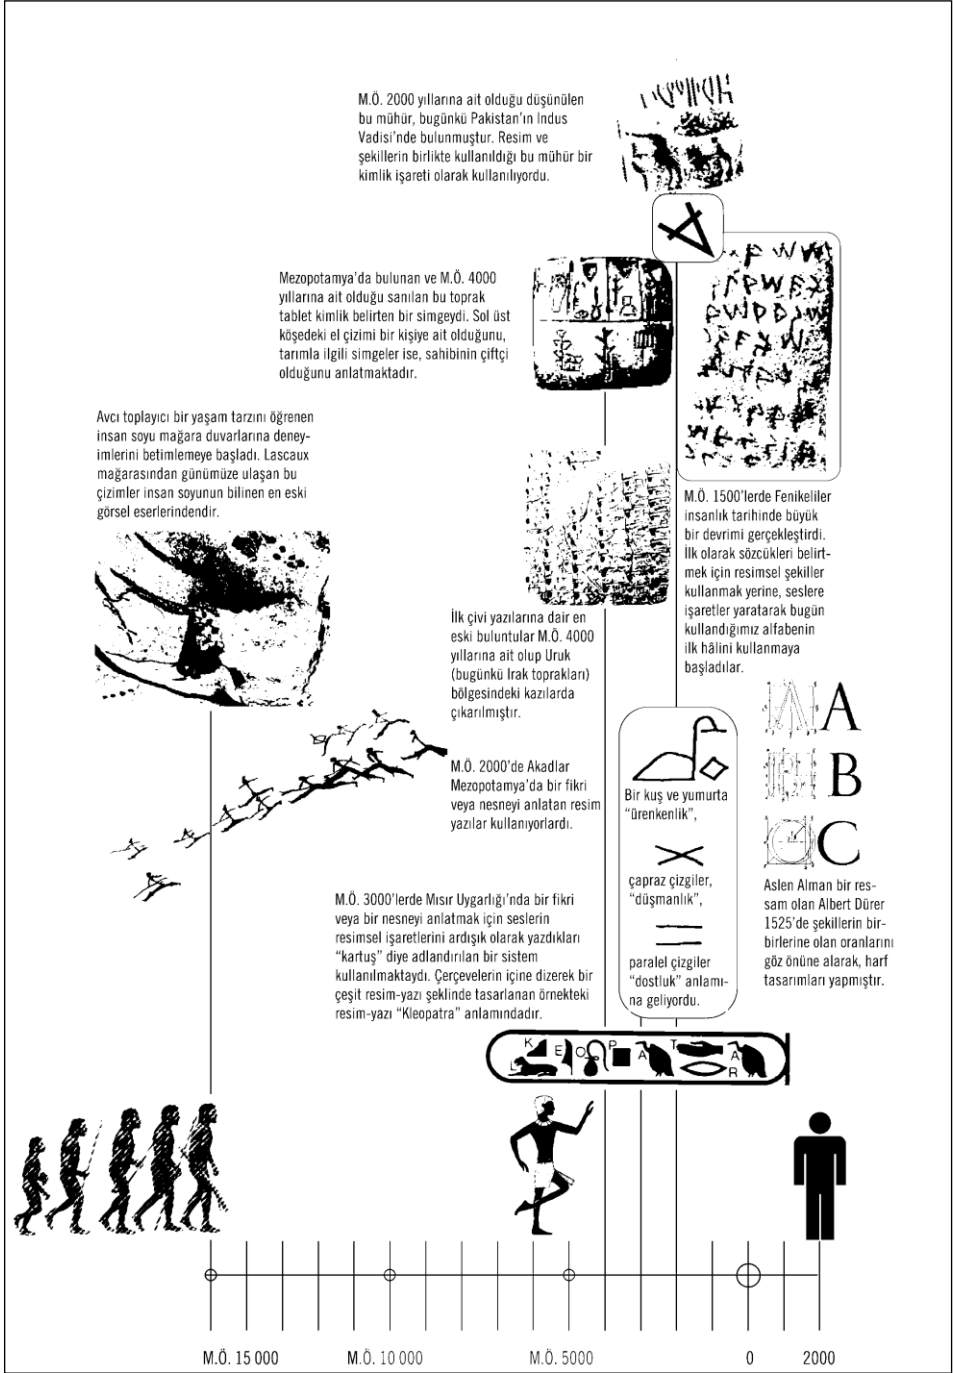 M.Ö. 2000 yıllarına ait olduğu düşünülen
bu mühür, bugünkü Pakistan'ın Indus
Vadisi'nde bulunmuştur. Resim ve
şekillerin birlikte kullanıldığı bu mühür bir
kimlik işareti olarak kullanılıyordu.
Mezopotamya'da bulunan ve M.Ö. 4000
yıllarına ait olduğu sanılan bu toprak
tablet kimlik belirten bir simgeydi. Sol üst
köşedeki el çizimi bir kişiye ait olduğunu,
tarımla ilgili simgeler ise, sahibinin çiftçi
olduğunu anlatmaktadır.
Avcı toplayıcı bir yaşam tarzını öğrenen
insan soyu mağara duvarlarına deney-
imlerini betimlemeye başladı. Lascaux
mağarasından günümüze ulaşan bu
çizimler insan soyunun bilinen en eski
görsel eserlerindendir.
M.Ö. 1500'lerde Fenikeliler
insanlık tarihinde büyük
bir devrimi gerçekleştirdi.
İlk olarak sözcükleri belirt-
mek için resimsel şekiller
kullanmak yerine, seslere
işaretler yaratarak bugün
kullandığımız alfabenin
ilk hâlini kullanmaya
başladılar.
İlk çivi yazılarına dair en
eski buluntular M.Ö. 4000
yıllarına ait olup Uruk
(bugünkü Irak toprakları)
bölgesindeki kazılarda
çıkarılmıştır.
M.Ö. 2000'de Akadlar
Mezopotamya'da bir fikri
veya nesneyi anlatan resim
yazılar kullanıyorlardı.
Bir kuş ve yumurta
“ürenkenlik”,
çapraz çizgiler,
“düşmanlık”,
paralel çizgiler
“dostluk” anlamı-
na geliyordu.
A
B
C
Aslen Alman bir res-
sam olan Albert Dürer
1525'de şekillerin bir-
birlerine olan oranlarını
göz önüne alarak, harf
tasarımları yapmıştır.
M.Ö. 3000'lerde Mısır Uygarlığı'nda bir fikri
veya bir nesneyi anlatmak için seslerin
resimsel işaretlerini ardışık olarak yazdıkları
“kartuş” diye adlandırılan bir sistem
kullanılmaktaydı. Çerçevelerin içine dizerek bir
çeşit resim-yazı şeklinde tasarlanan örnekteki
resim-yazı “Kleopatra” anlamındadır.
K L E O P A T R A
M.Ö. 15 000 M.Ö. 10 000 M.Ö. 5000 0 2000